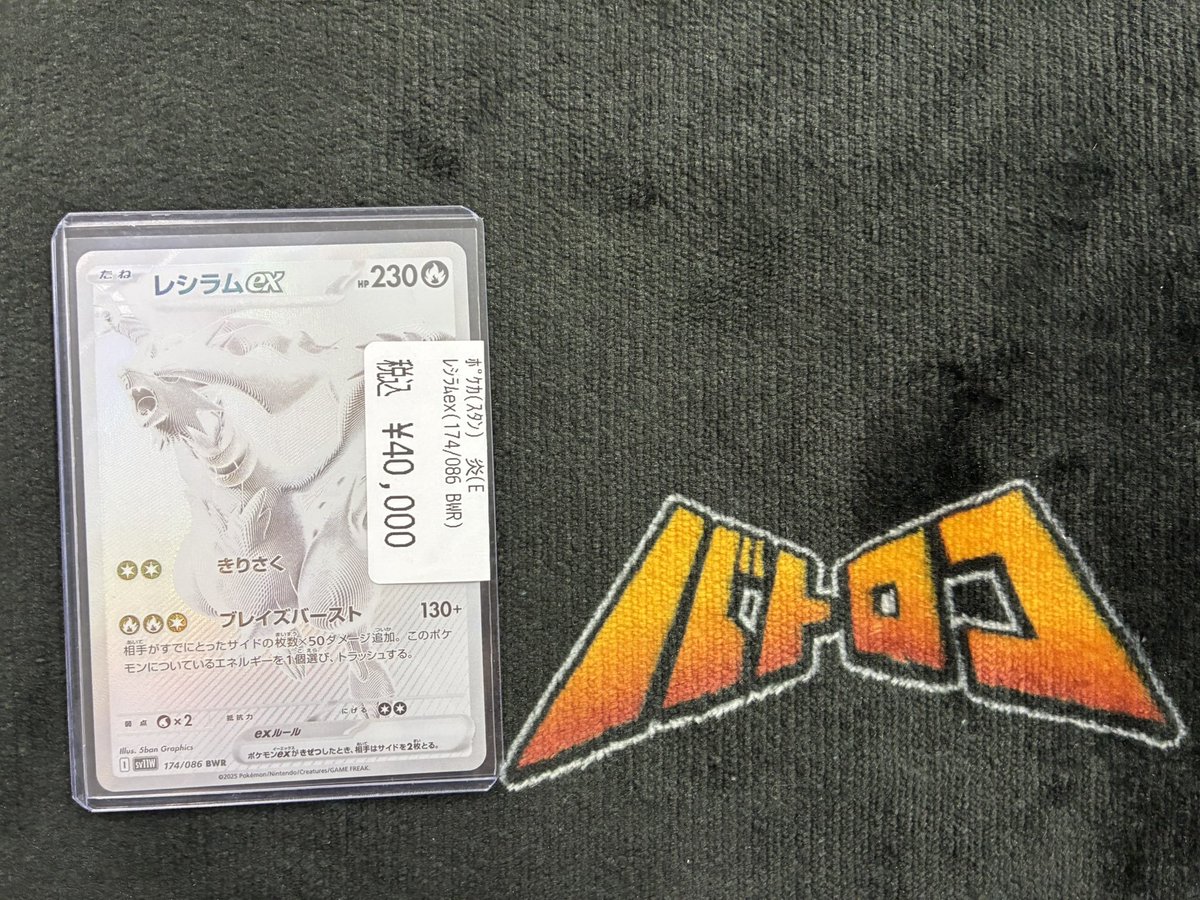 たね レシラムex HP230
きりさく
ブレイズバースト 130+
相手がすでにとったサイドの枚数×50ダメージ追加。このポケ
モンについているエネルギーを1個選び、トラッシュする。
弱点 ×2 抵抗力 にげる
exルール
ポケモンexがきぜつしたとき、相手はサイドを2枚とる。
Illus. 5ban Graphics
I sv11W 174/086 BWR
©2025 Pokémon/Nintendo/Creatures/GAME FREAK.
ﾎﾟｹｶ(ｽﾀﾝ) 炎(E
ﾚｼﾗﾑex(174/086 BWR)
税込 ¥40,000
バトロコ